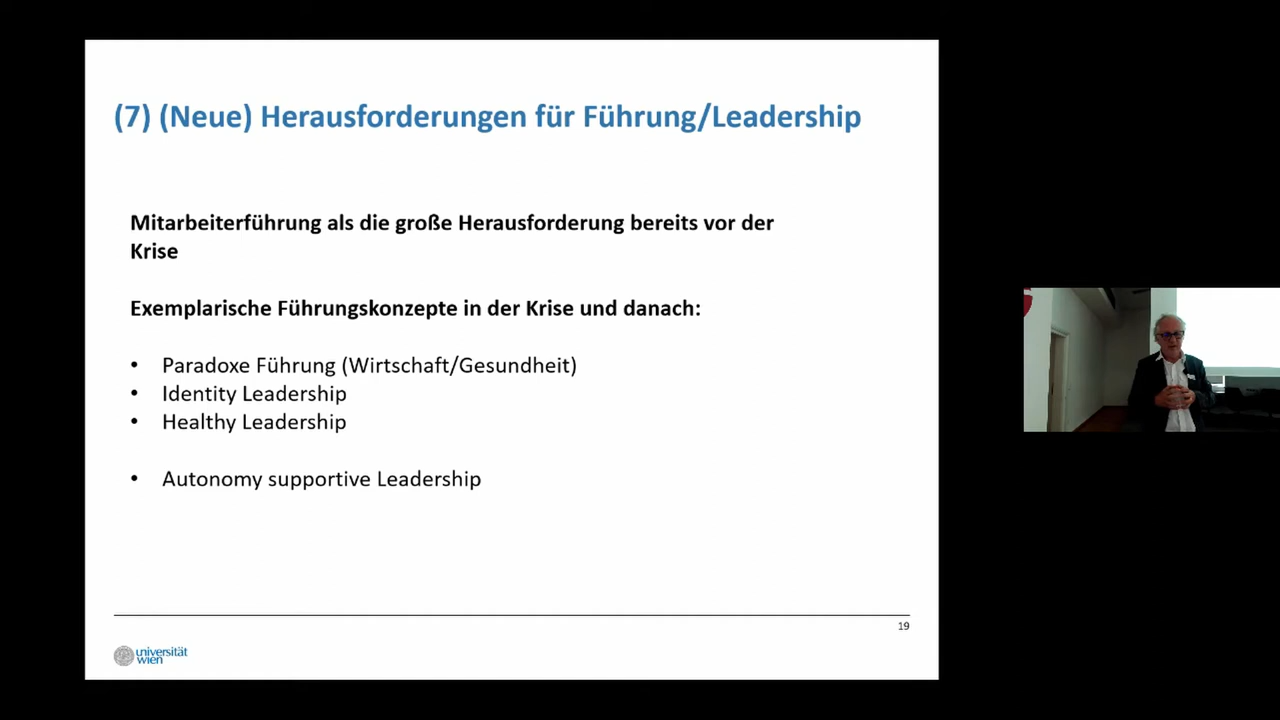 (7) (Neue) Herausforderungen für Führung/Leadership
Mitarbeiterführung als die große Herausforderung bereits vor der
Krise
Exemplarische Führungskonzepte in der Krise und danach:
• Paradoxe Führung (Wirtschaft/Gesundheit)
• Identity Leadership
• Healthy Leadership
• Autonomy supportive Leadership
19
universität
wien